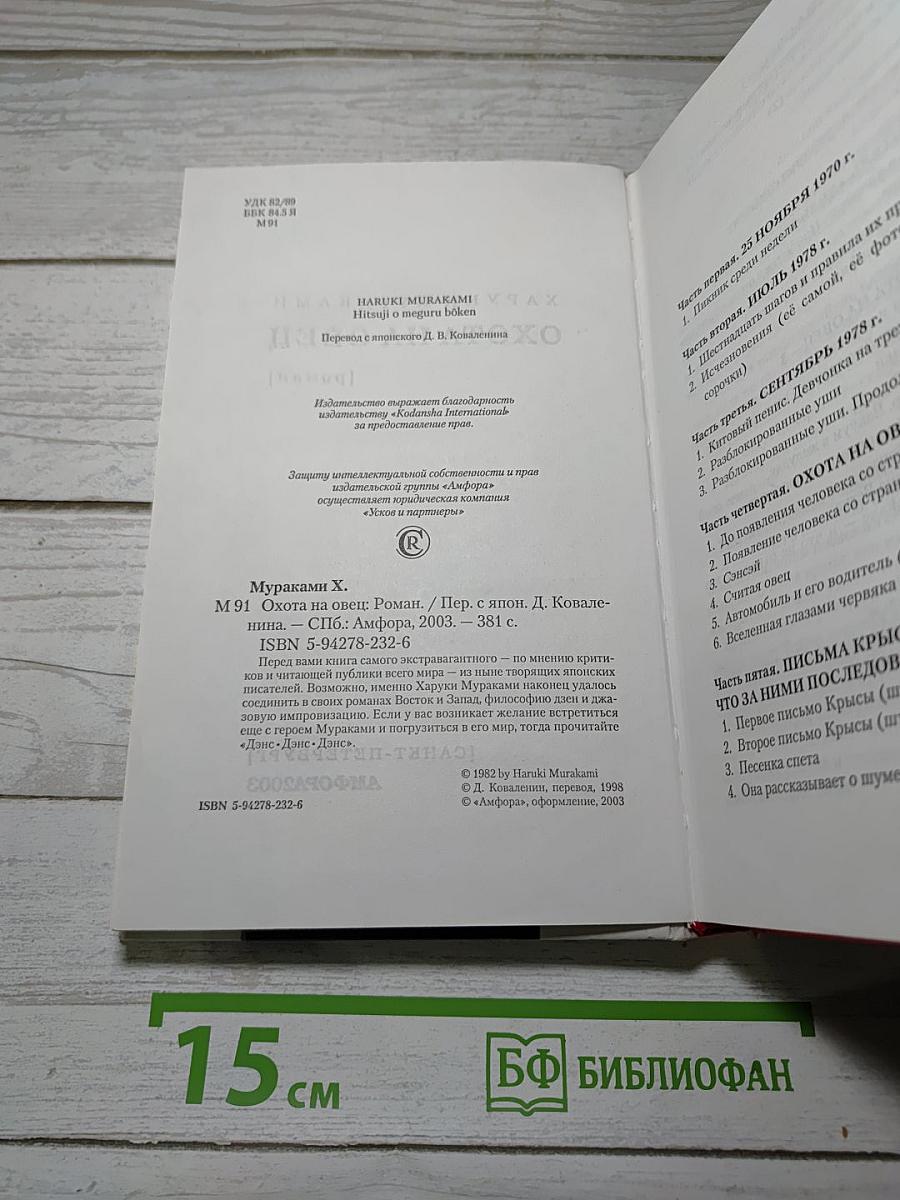 УДК 82/89
ББК 84.5 Я
М 91
HARUKI MURAKAMI
Hitsuji o meguru bōken
Перевод с японского Д. В. Коваленина
Издательство выражает благодарность
издательству «Kodansha International»
за предоставление прав.
Защиту интеллектуальной собственности и прав
издательской группы «Амфора»
осуществляет юридическая компания
«Усков и партнеры»
Мураками Х.
М 91 Охота на овец: Роман. / Пер. с япон. Д. Ковале-
нина. — СПб.: Амфора, 2003. — 381 с.
ISBN 5-94278-232-6
Перед вами книга самого экстравагантного — по мнению крити-
ков и читающей публики всего мира — из ныне творящих японских
писателей. Возможно, именно Харуки Мураками наконец удалось
соединить в своих романах Восток и Запад, философию дзен и джа-
зовую импровизацию. Если у вас возникает желание встретиться
еще с героем Мураками и погрузиться в его мир, тогда прочитайте
«Дэнс • Дэнс • Дэнс».
© 1982 by Haruki Murakami
© Д. Коваленин, перевод, 1998
© «Амфора», оформление, 2003
ISBN 5-94278-232-6
Часть первая. 25 НОЯБРЯ 1970 г.
1. Пикник среди недели
Часть вторая. ИЮЛЬ 1978 г.
1. Шестнадцать шагов и правила их
2. Исчезновения (её самой, её
сорочки)
Часть третья. СЕНТЯБРЬ 1978 г.
1. Китовый пенис. Девчонка на
2. Разблокированные уши
3. Разблокированные уши.
Часть четвертая. ОХОТА НА
1. До появления человека со
2. Появление человека со
3. Сэнсэй
4. Считая овец
5. Автомобиль и его водитель
6. Вселенная глазами червяка
Часть пятая. ПИСЬМА
ЧТО ЗА НИМИ
1. Первое письмо Крысы
2. Второе письмо Крысы
3. Песенка спета
4. Она рассказывает о
15 см
БФ БИБЛИОФАН